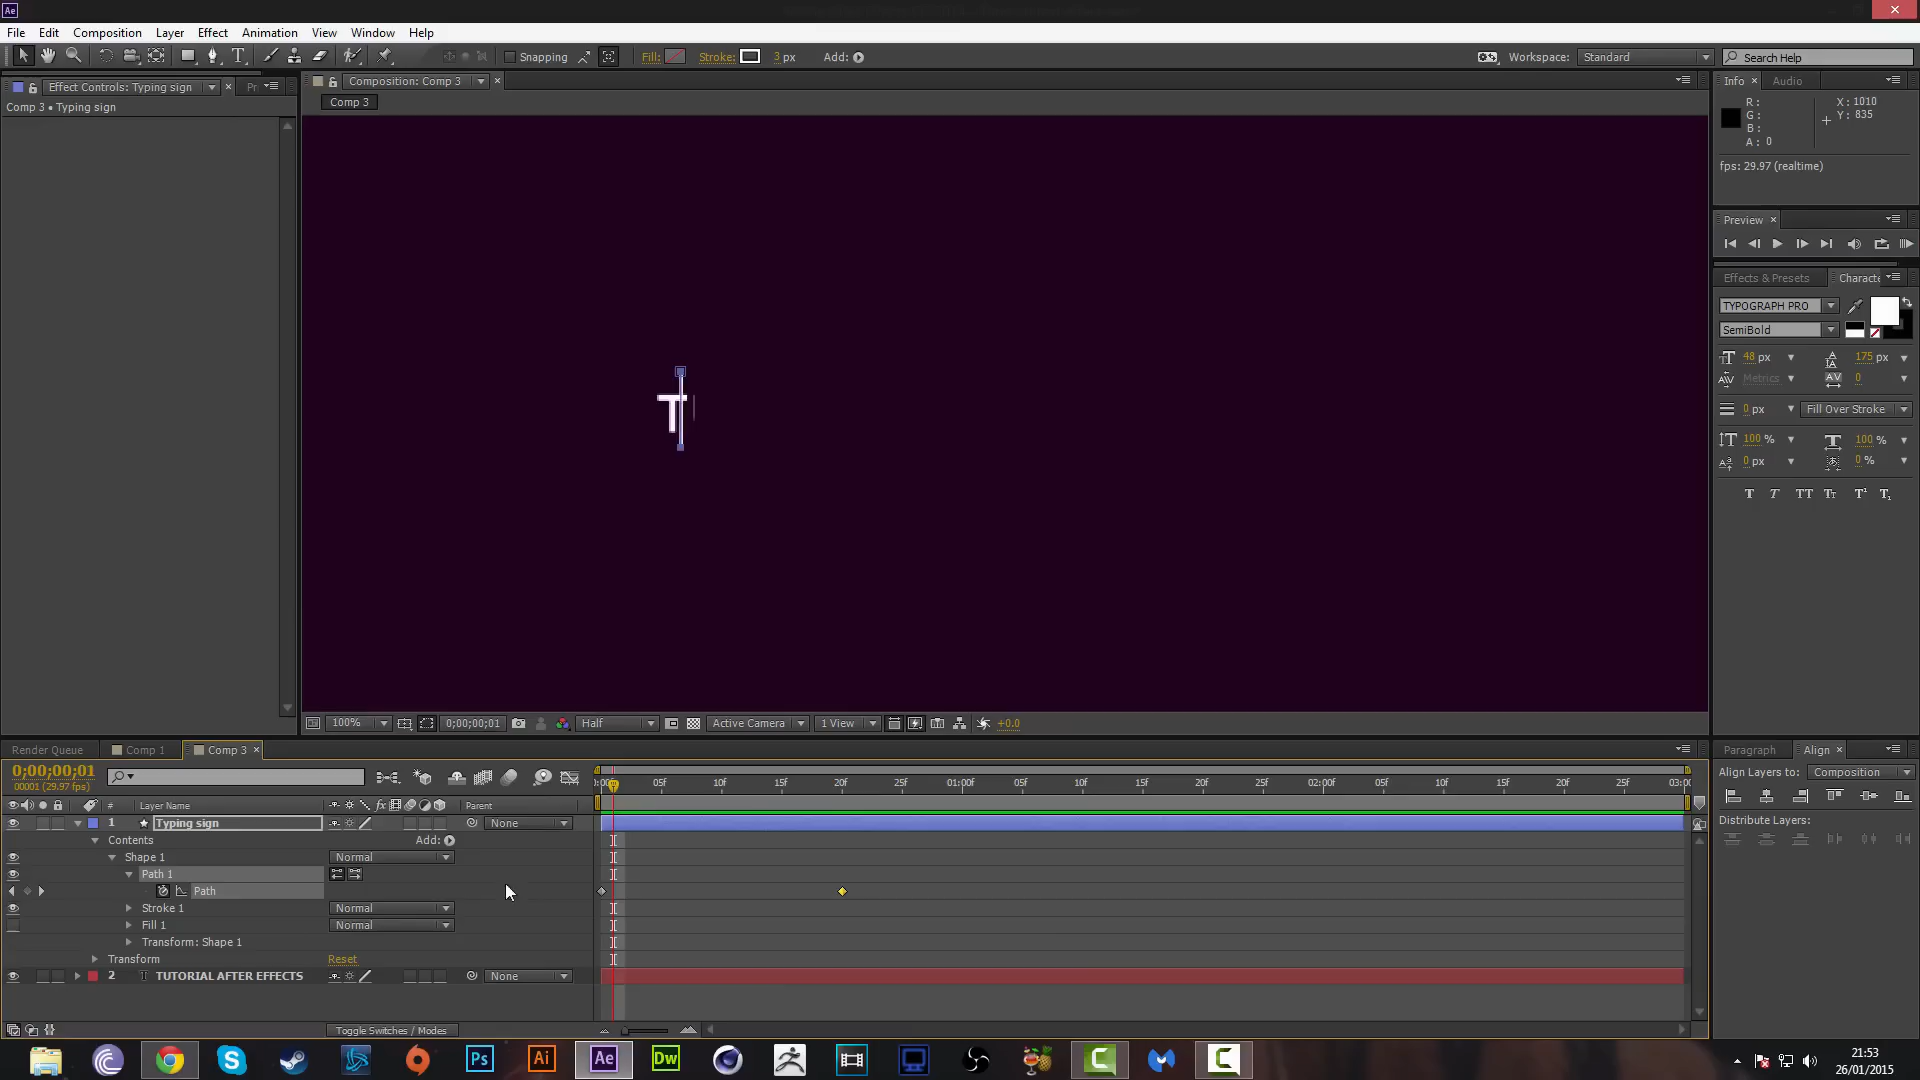 Ae
File Edit Composition Layer Effect Animation View Window Help
Snapping Fill: Stroke: 3 px Add: Workspace: Standard Search Help
Effect Controls: Typing sign Pr
Comp 3 • Typing sign
Composition: Comp 3
Comp 3
Info Audio
R: X: 1010
G: Y: 835
B:
A: 0
fps: 29.97 (realtime)
Preview
Effects & Presets Characte
TYPOGRAPH PRO
SemiBold
48 px 175 px
Metrics 0
0 px Fill Over Stroke
100 % 100 %
0 px 0 %
T T TT Tt T¹ T₁
T
100% 0;00;00;01 Half Active Camera 1 View +0.0
Render Queue Comp 1 Comp 3
0;00;00;01
00001 (29.97 fps)
0:00f 05f 10f 15f 20f 25f 01:00f 05f 10f 15f 20f 25f 02:00f 05f 10f 15f 20f 25f 03:00
# Layer Name fx Parent
1 Typing sign None
Contents Add:
Shape 1 Normal
Path 1
Path
Stroke 1 Normal
Fill 1 Normal
Transform: Shape 1
Transform Reset
2 T TUTORIAL AFTER EFFECTS None
Toggle Switches / Modes
Paragraph Align
Align Layers to: Composition
Distribute Layers:
Ps Ai Ae Dw
21:53
26/01/2015